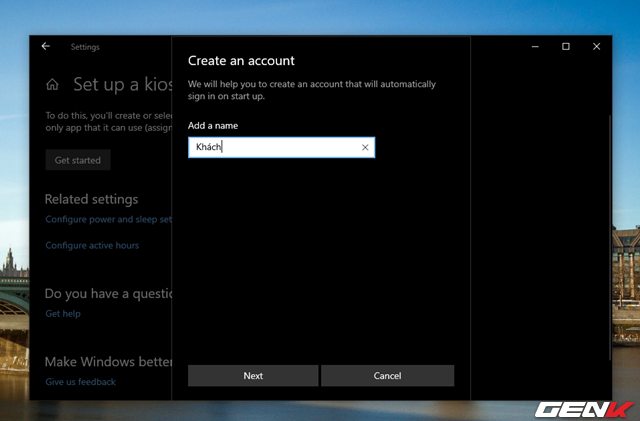 Settings
Set up a kios
To do this, you'll create or selec
only app that it can use (assign
Get started
Related settings
Configure power and sleep set
Configure active hours
Do you have a questic
Get help
Make Windows better
Give us feedback
Create an account
We will help you to create an account that will automatically
sign in on start up.
Add a name
Khách
Next
Cancel
GENK